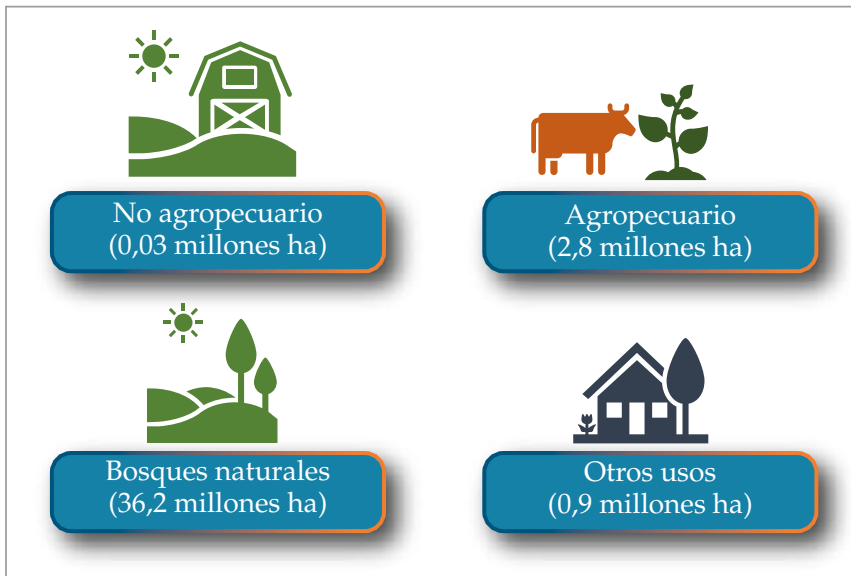 No agropecuario
(0,03 millones ha)
Agropecuario
(2,8 millones ha)
Bosques naturales
(36,2 millones ha)
Otros usos
(0,9 millones ha)